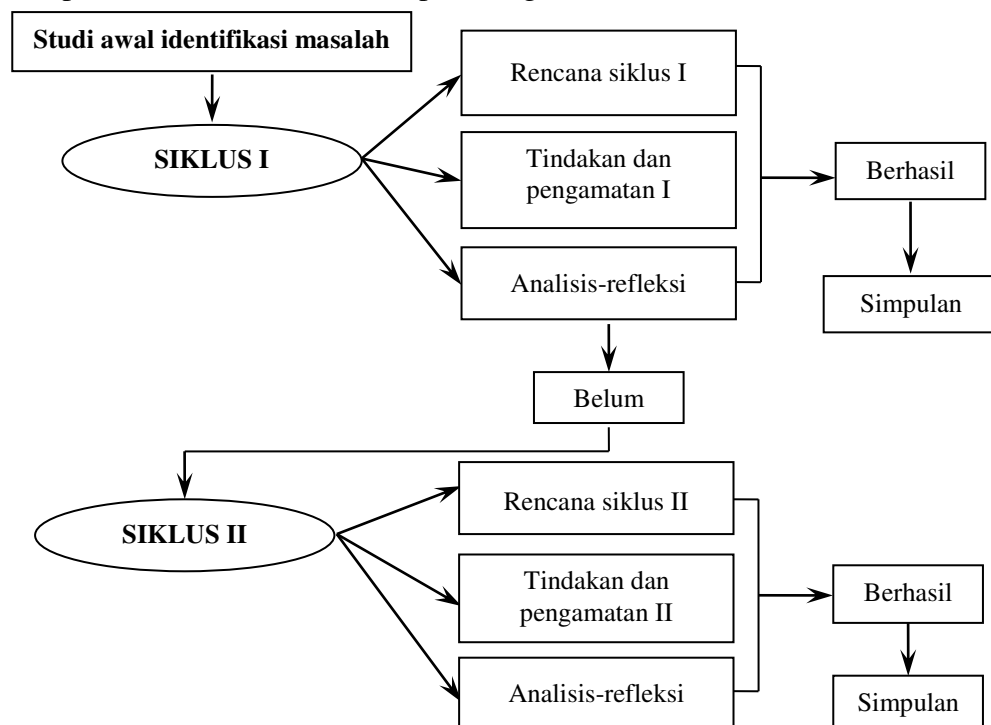 Studi awal identifikasi masalah
SIKLUS I
Rencana siklus I
Tindakan dan
pengamatan I
Analisis-refleksi
Berhasil
Simpulan
Belum
SIKLUS II
Rencana siklus II
Tindakan dan
pengamatan II
Analisis-refleksi
Berhasil
Simpulan